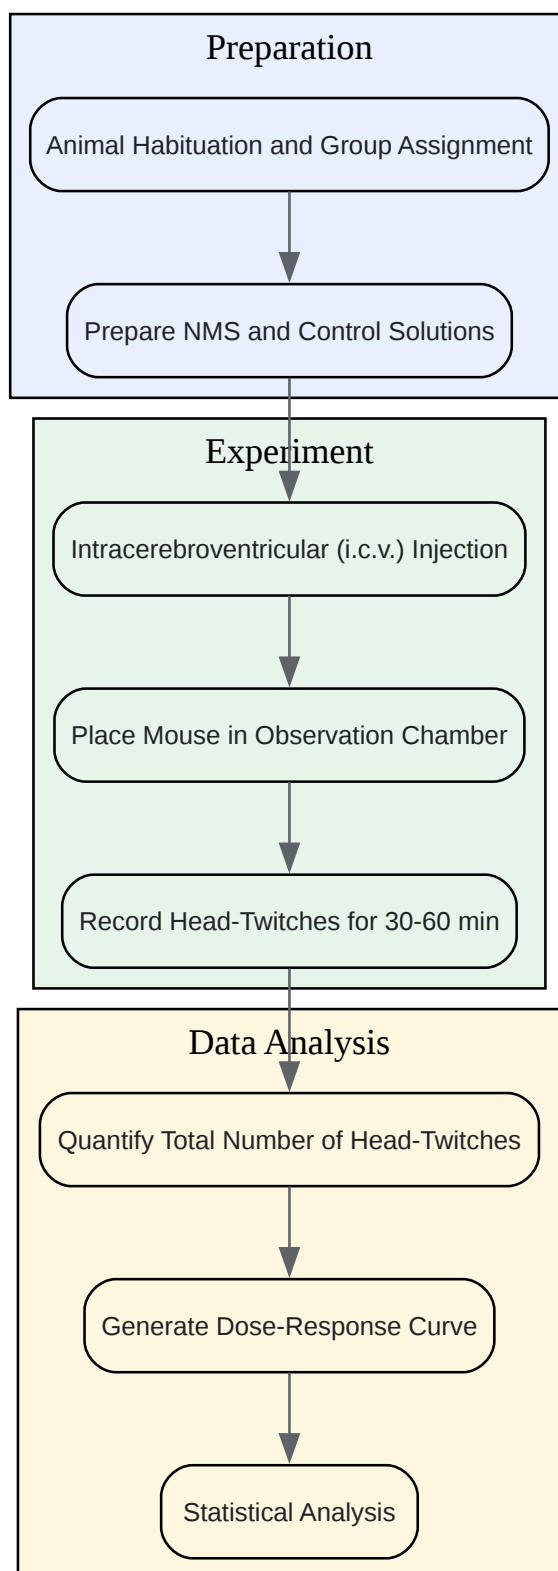 Preparation
Animal Habituation and Group Assignment
Prepare NMS and Control Solutions
Experiment
Intracerebroventricular (i.c.v.) Injection
Place Mouse in Observation Chamber
Record Head-Twitches for 30-60 min
Data Analysis
Quantify Total Number of Head-Twitches
Generate Dose-Response Curve
Statistical Analysis